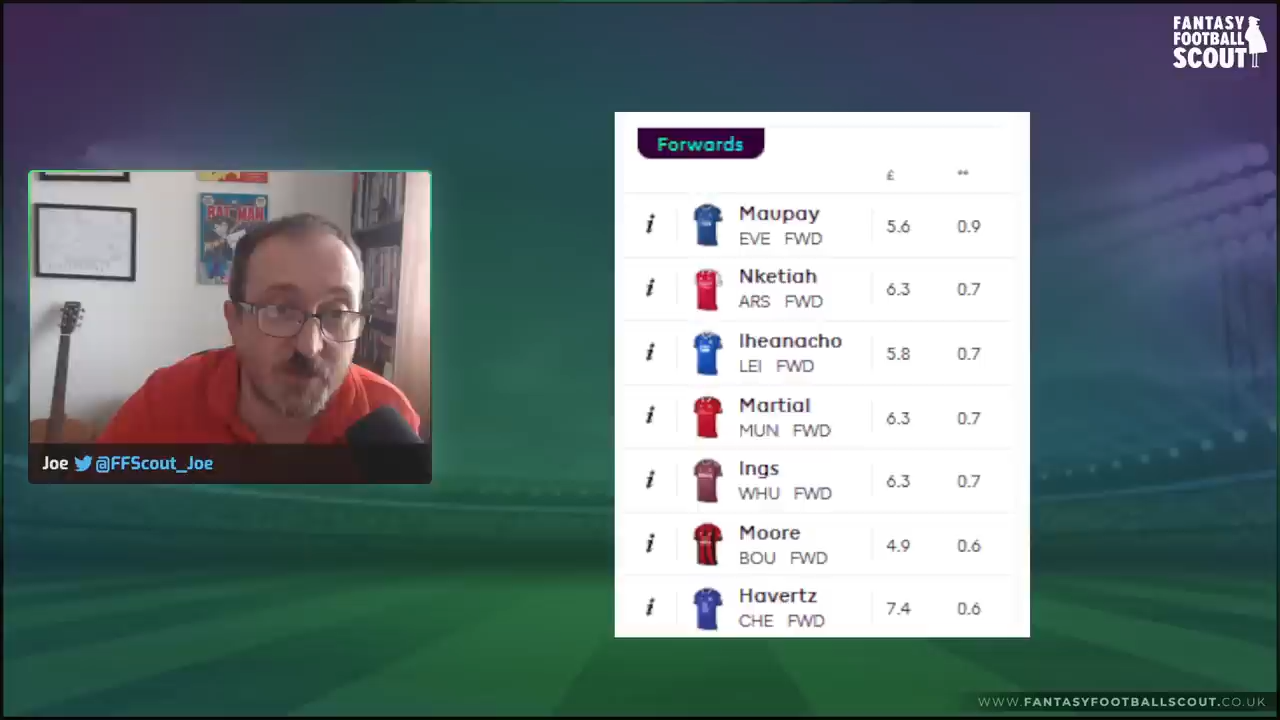 FANTASY
FOOTBALL
SCOUT
BATMAN
Joe @FFScout_Joe
Forwards
£ **
i Maupay 5.6 0.9
EVE FWD
i Nketiah 6.3 0.7
ARS FWD
i Iheanacho 5.8 0.7
LEI FWD
i Martial 6.3 0.7
MUN FWD
i Ings 6.3 0.7
WHU FWD
i Moore 4.9 0.6
BOU FWD
i Havertz 7.4 0.6
CHE FWD
WWW.FANTASYFOOTBALLSCOUT.CO.UK